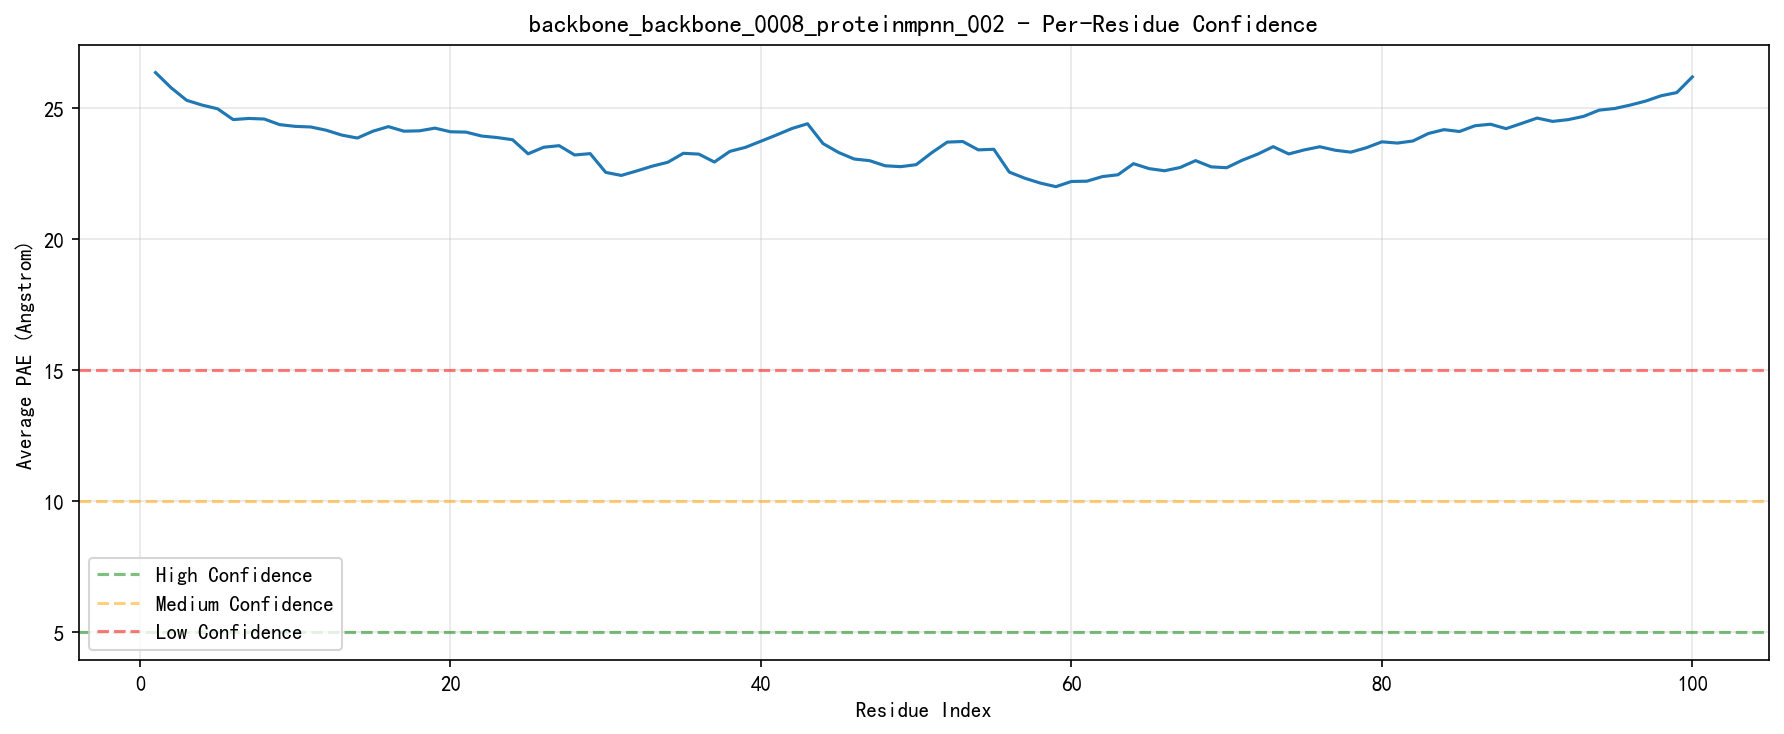 backbone_backbone_0008_proteinmpnn_002 - Per-Residue Confidence
Average PAE (Angstrom)
25
20
15
10
5
High Confidence
Medium Confidence
Low Confidence
0
20
40
60
80
100
Residue Index